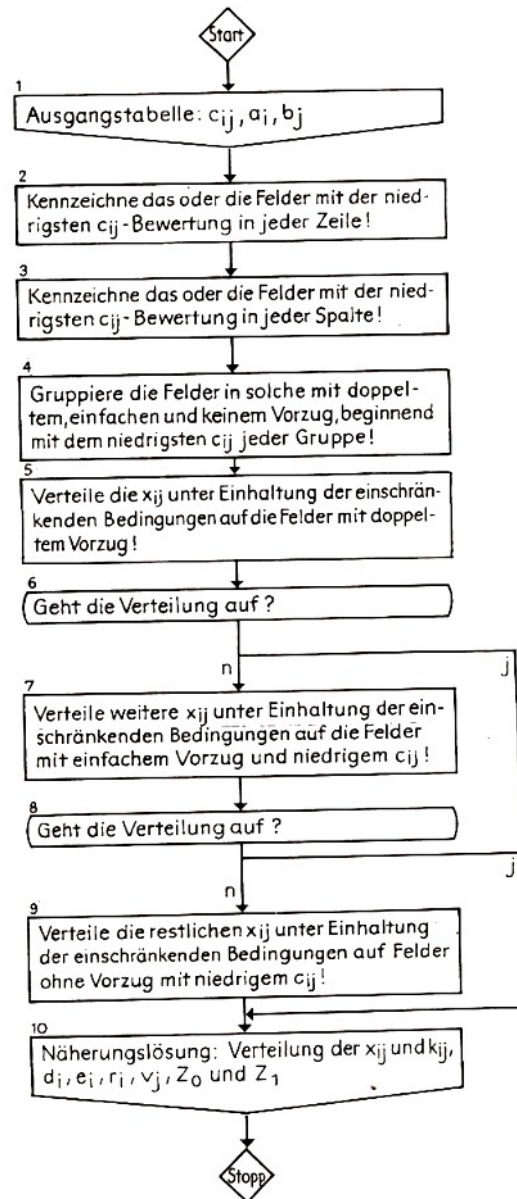 Start
1
Ausgangstabelle: cij, ai, bj
2
Kennzeichne das oder die Felder mit der nied-
rigsten cij-Bewertung in jeder Zeile!
3
Kennzeichne das oder die Felder mit der nied-
rigsten cij-Bewertung in jeder Spalte!
4
Gruppiere die Felder in solche mit doppel-
tem, einfachen und keinem Vorzug, beginnend
mit dem niedrigsten cij jeder Gruppe!
5
Verteile die xij unter Einhaltung der einschrän-
kenden Bedingungen auf die Felder mit doppel-
tem Vorzug!
6
Geht die Verteilung auf?
n j
7
Verteile weitere xij unter Einhaltung der ein-
schränkenden Bedingungen auf die Felder
mit einfachem Vorzug und niedrigem cij!
8
Geht die Verteilung auf?
n j
9
Verteile die restlichen xij unter Einhaltung
der einschränkenden Bedingungen auf Felder
ohne Vorzug mit niedrigem cij!
10
Näherungslösung: Verteilung der xij und kij,
di, ei, ri, vj, Z0 und Z1
Stopp